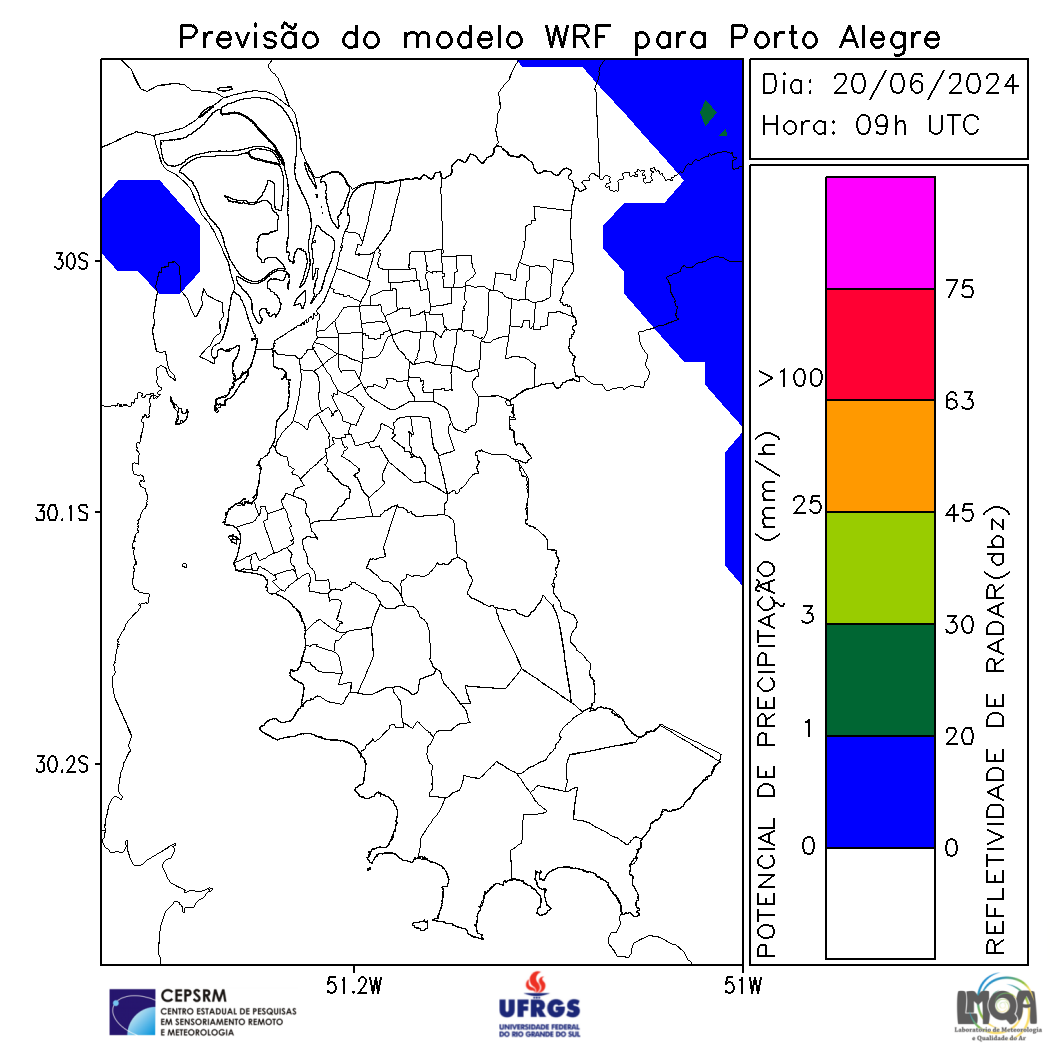 Previsão do modelo WRF para Porto Alegre
Dia: 20/06/2024
Hora: 09h UTC
30S
30.1S
30.2S
51.2W
51W
POTENCIAL DE PRECIPITAÇÃO (mm/h)
>100
25
3
1
0
75
63
45
30
20
0
REFLETIVIDADE DE RADAR(dbz)
CEPSRM
CENTRO ESTADUAL DE PESQUISAS
EM SENSORIAMENTO REMOTO
E METEOROLOGIA
UFRGS
UNIVERSIDADE FEDERAL
DO RIO GRANDE DO SUL
LMQA
Laboratório de Meteorologia
e Qualidade do Ar